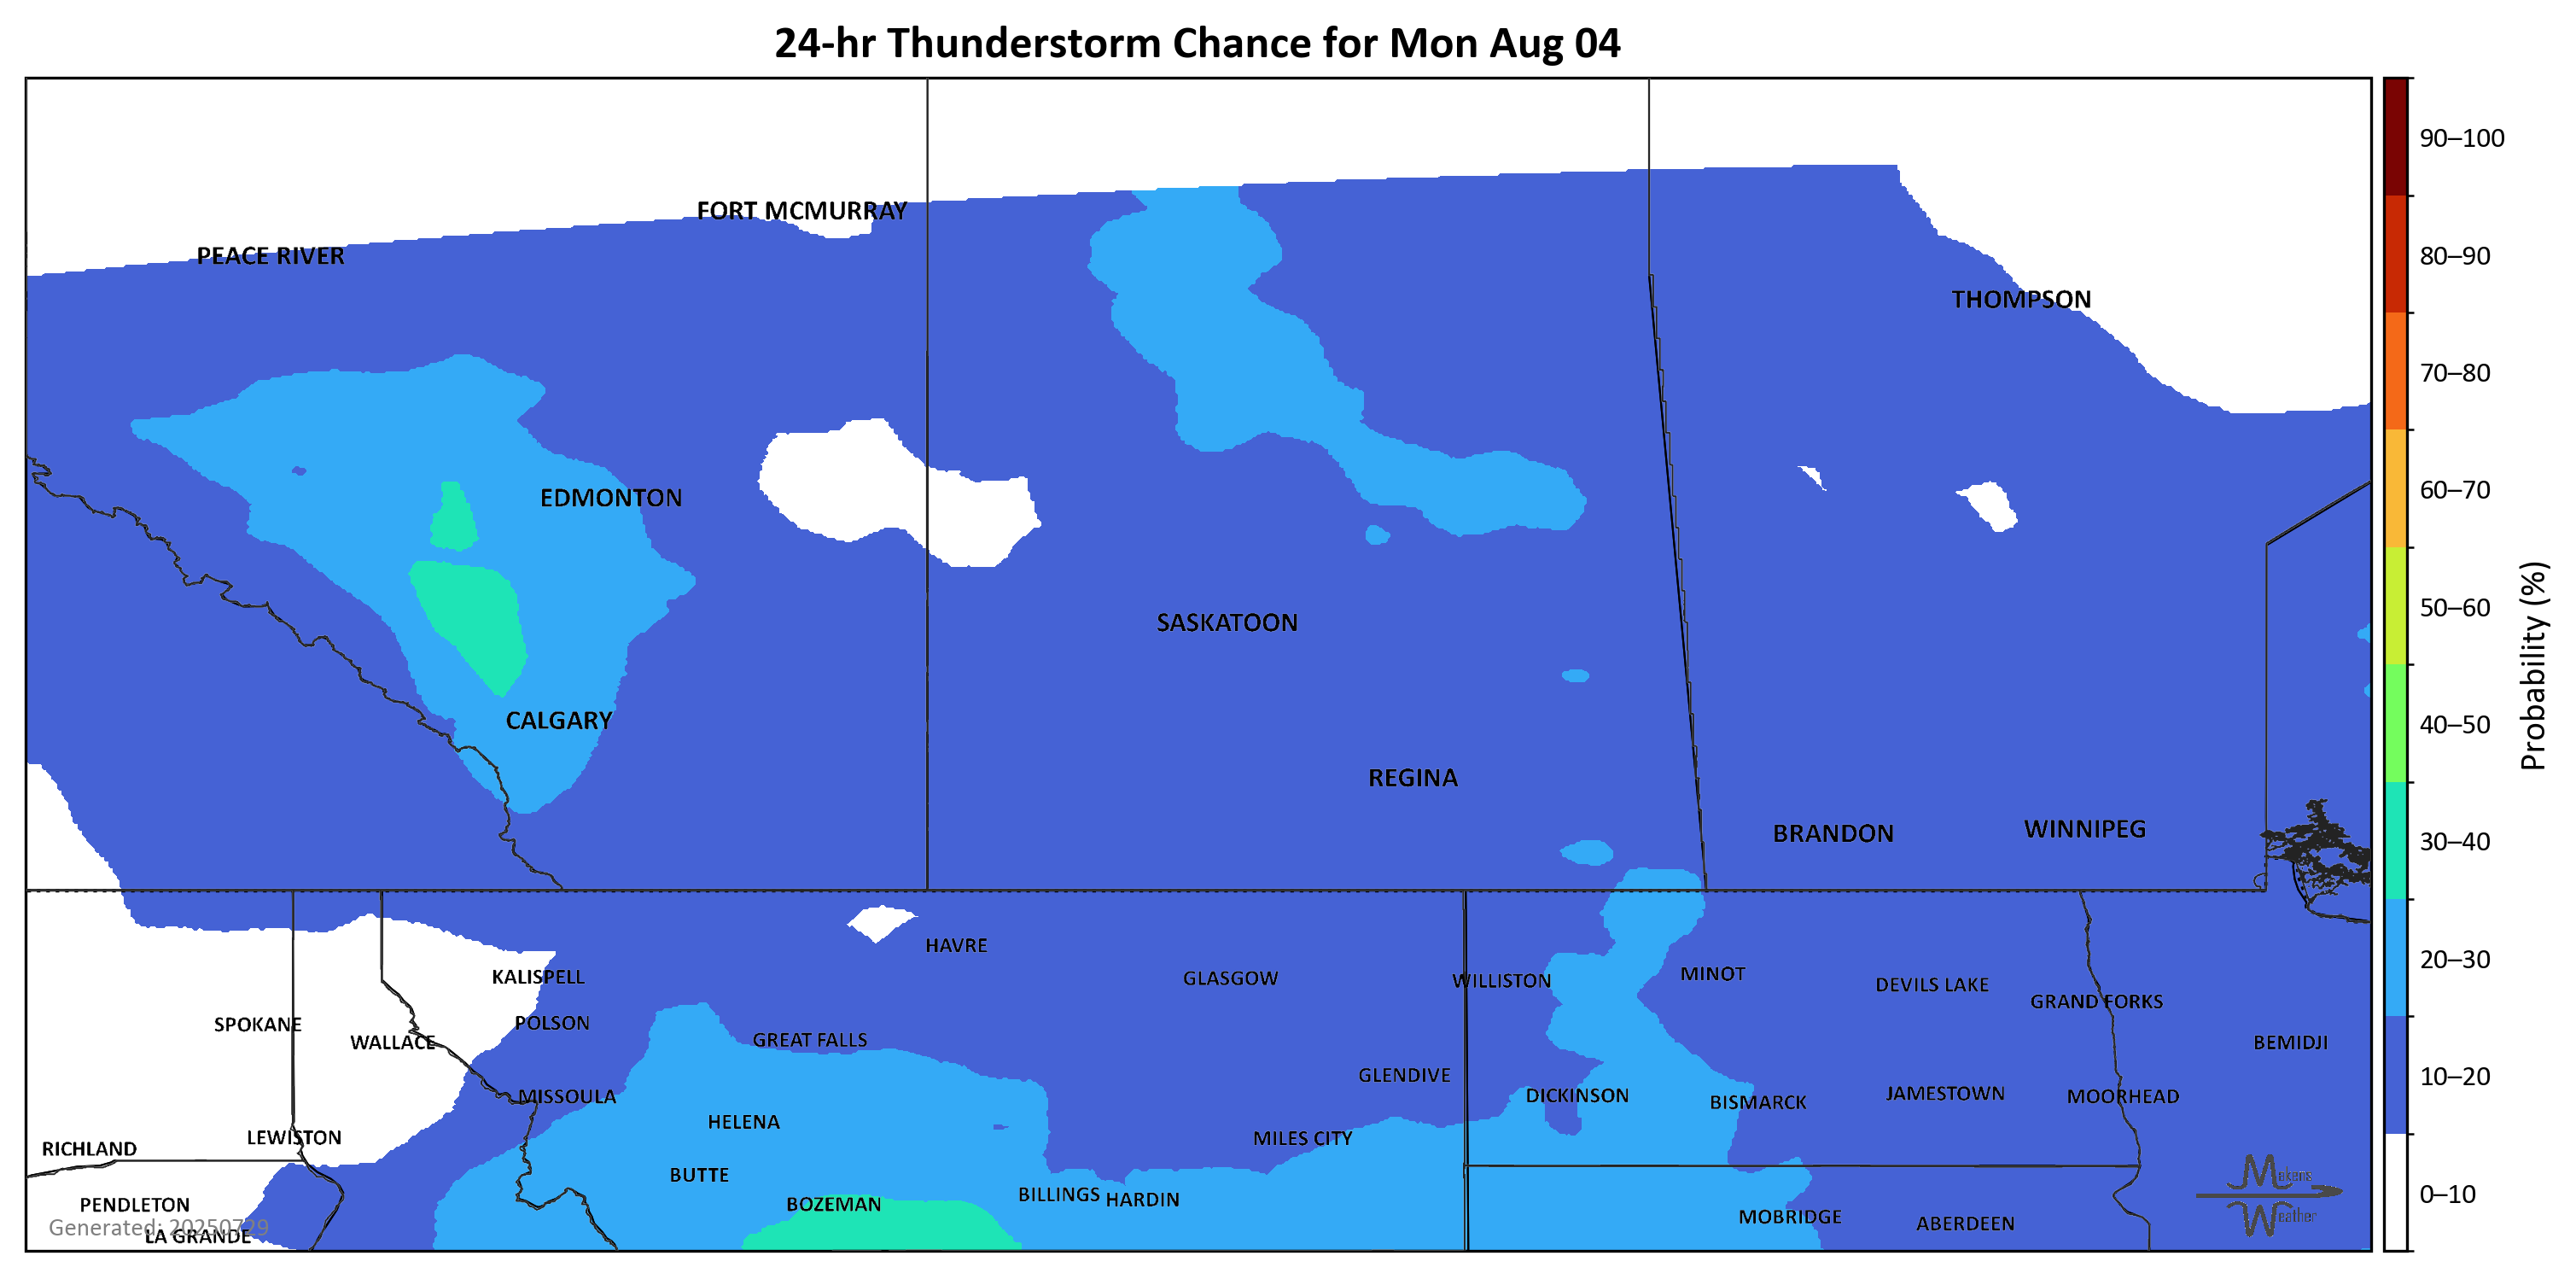 24-hr Thunderstorm Chance for Mon Aug 04
90–100
FORT MCMURRAY
PEACE RIVER
80–90
THOMPSON
70–80
60–70
EDMONTON
50–60
SASKATOON
Probability (%)
CALGARY
40–50
REGINA
WINNIPEG
BRANDON
30–40
HAVRE
20–30
MINOT
KALISPELL
GLASGOW
WILLISTON
DEVILS LAKE
GRAND FORKS
POLSON
SPOKANE
GREAT FALLS
WALLACE
BEMIDJI
GLENDIVE
10–20
JAMESTOWN
DICKINSON
MISSOULA
MOORHEAD
BISMARCK
HELENA
LEWISTON
MILES CITY
RICHLAND
BUTTE
Makens
BILLINGS
0–10
HARDIN
PENDLETON
BOZEMAN
MOBRIDGE
Weather
ABERDEEN
Generated: 20250729
LA GRANDE